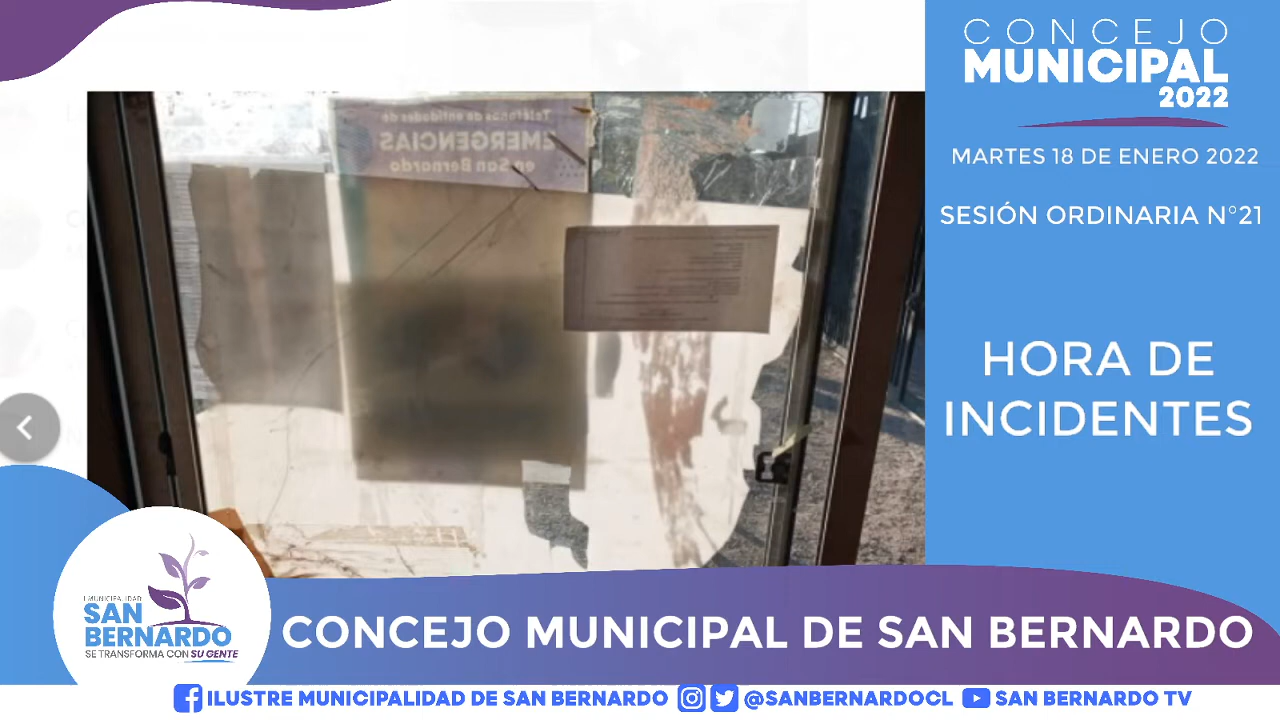 CONCEJO
MUNICIPAL
2022
MARTES 18 DE ENERO 2022
SESIÓN ORDINARIA N°21
HORA DE
INCIDENTES
Teléfonos de entidades de
EMERGENCIAS
en San Bernardo
I.MUNICIPALIDAD
SAN
BERNARDO
SE TRANSFORMA CON SU GENTE
CONCEJO MUNICIPAL DE SAN BERNARDO
ILUSTRE MUNICIPALIDAD DE SAN BERNARDO @SANBERNARDOCL SAN BERNARDO TV